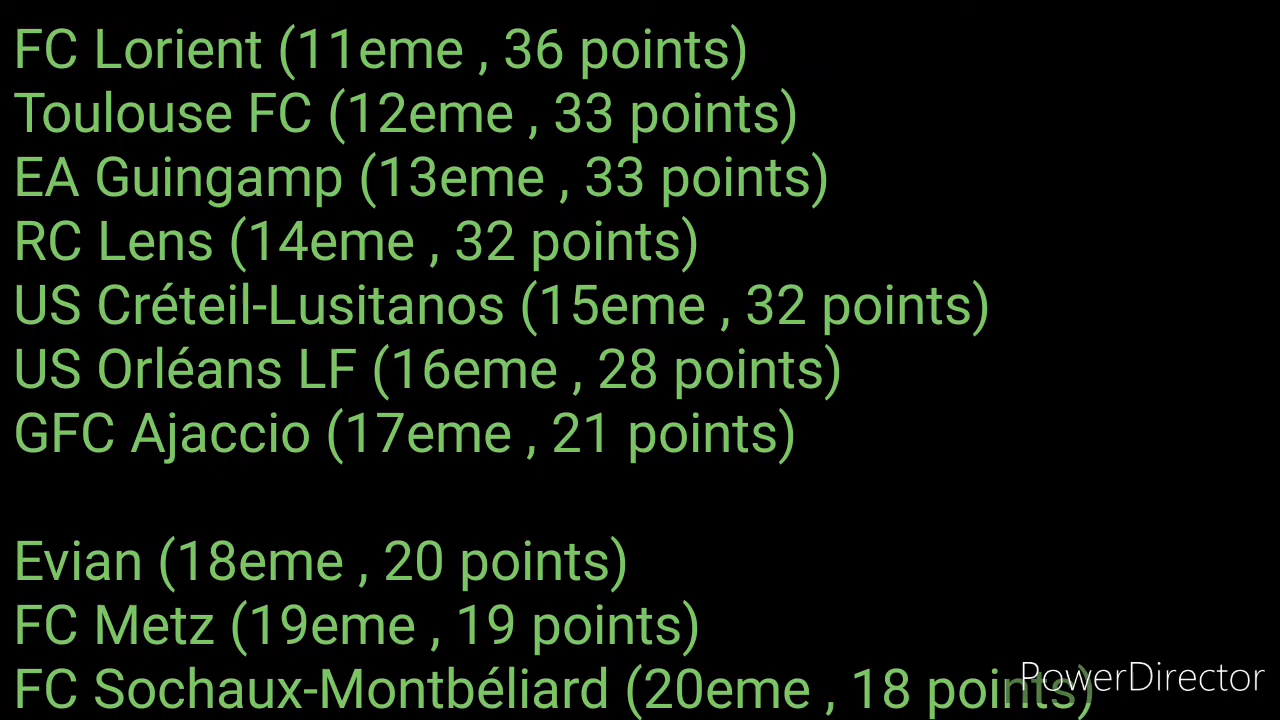 FC Lorient (11eme , 36 points)
Toulouse FC (12eme , 33 points)
EA Guingamp (13eme , 33 points)
RC Lens (14eme , 32 points)
US Créteil-Lusitanos (15eme , 32 points)
US Orléans LF (16eme , 28 points)
GFC Ajaccio (17eme , 21 points)
Evian (18eme , 20 points)
FC Metz (19eme , 19 points)
FC Sochaux-Montbéliard (20eme , 18 points)
PowerDirector